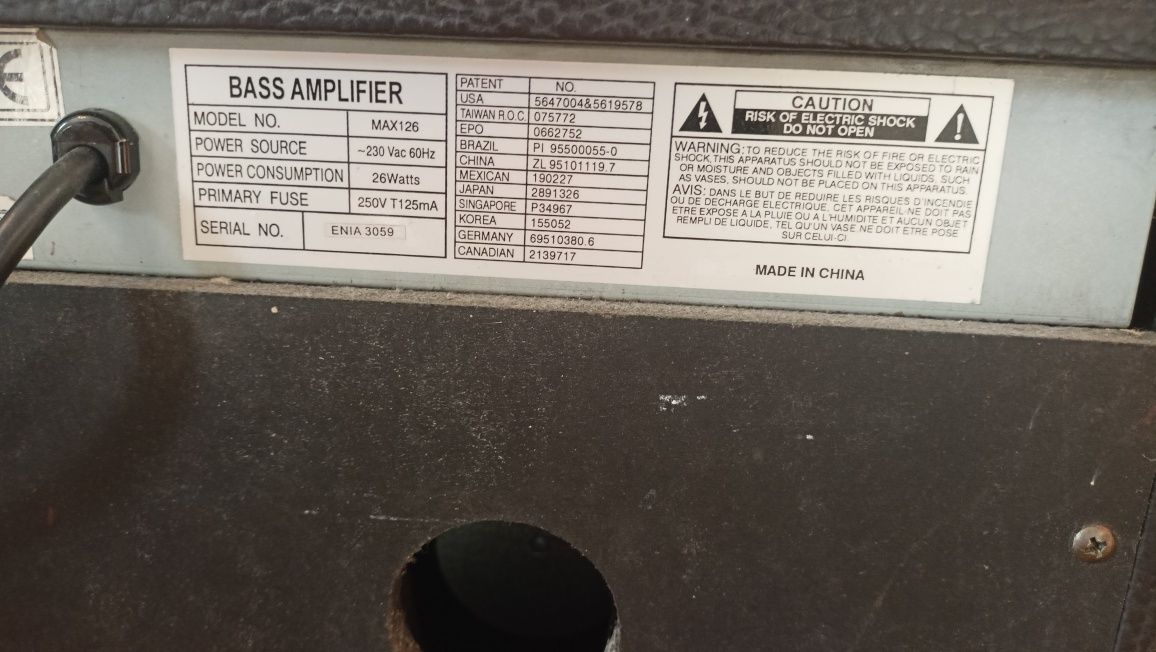 CE
BASS AMPLIFIER
MODEL NO. MAX126
POWER SOURCE ~230 Vac 60Hz
POWER CONSUMPTION 26Watts
PRIMARY FUSE 250V T125mA
SERIAL NO. ENIA 3059
PATENT NO.
USA 5647004&5619578
TAIWAN R.O.C. 075772
EPO 0662752
BRAZIL PI 95500055-0
CHINA ZL 95101119.7
MEXICAN 190227
JAPAN 2891326
SINGAPORE P34967
KOREA 155052
GERMANY 69510380.6
CANADIAN 2139717
CAUTION
RISK OF ELECTRIC SHOCK
DO NOT OPEN
WARNING: TO REDUCE THE RISK OF FIRE OR ELECTRIC
SHOCK,THIS APPARATUS SHOULD NOT BE EXPOSED TO RAIN
OR MOISTURE AND OBJECTS FILLED WITH LIQUIDS, SUCH
AS VASES, SHOULD NOT BE PLACED ON THIS APPARATUS.
AVIS: DANS LE BUT DE REDUIRE LES RISQUES D'INCENDIE
OU DE DECHARGE ELECTRIQUE, CET APPAREIL NE DOIT PAS
ETRE EXPOSE A LA PLUIE OU A L'HUMIDITE ET AUCUN OBJET
REMPLI DE LIQUIDE, TEL QU'UN VASE,NE DOIT ETRE POSE
SUR CELUI-CI
MADE IN CHINA